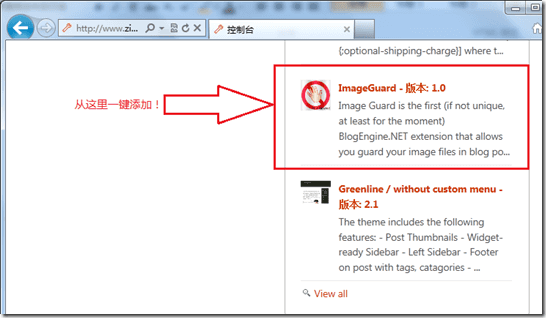 http://www.zi...
控制台
{;optional-shipping-charge}] where t...
从这里一键添加！
ImageGuard - 版本: 1.0
Image Guard is the first (if not unique,
at least for the moment)
BlogEngine.NET extension that allows
you guard your image files in blog po...
Greenline / without custom menu -
版本: 2.1
The theme includes the following
features: - Post Thumbnails - Widget-
ready Sidebar - Left Sidebar - Footer
on post with tags, catagories - ...
View all